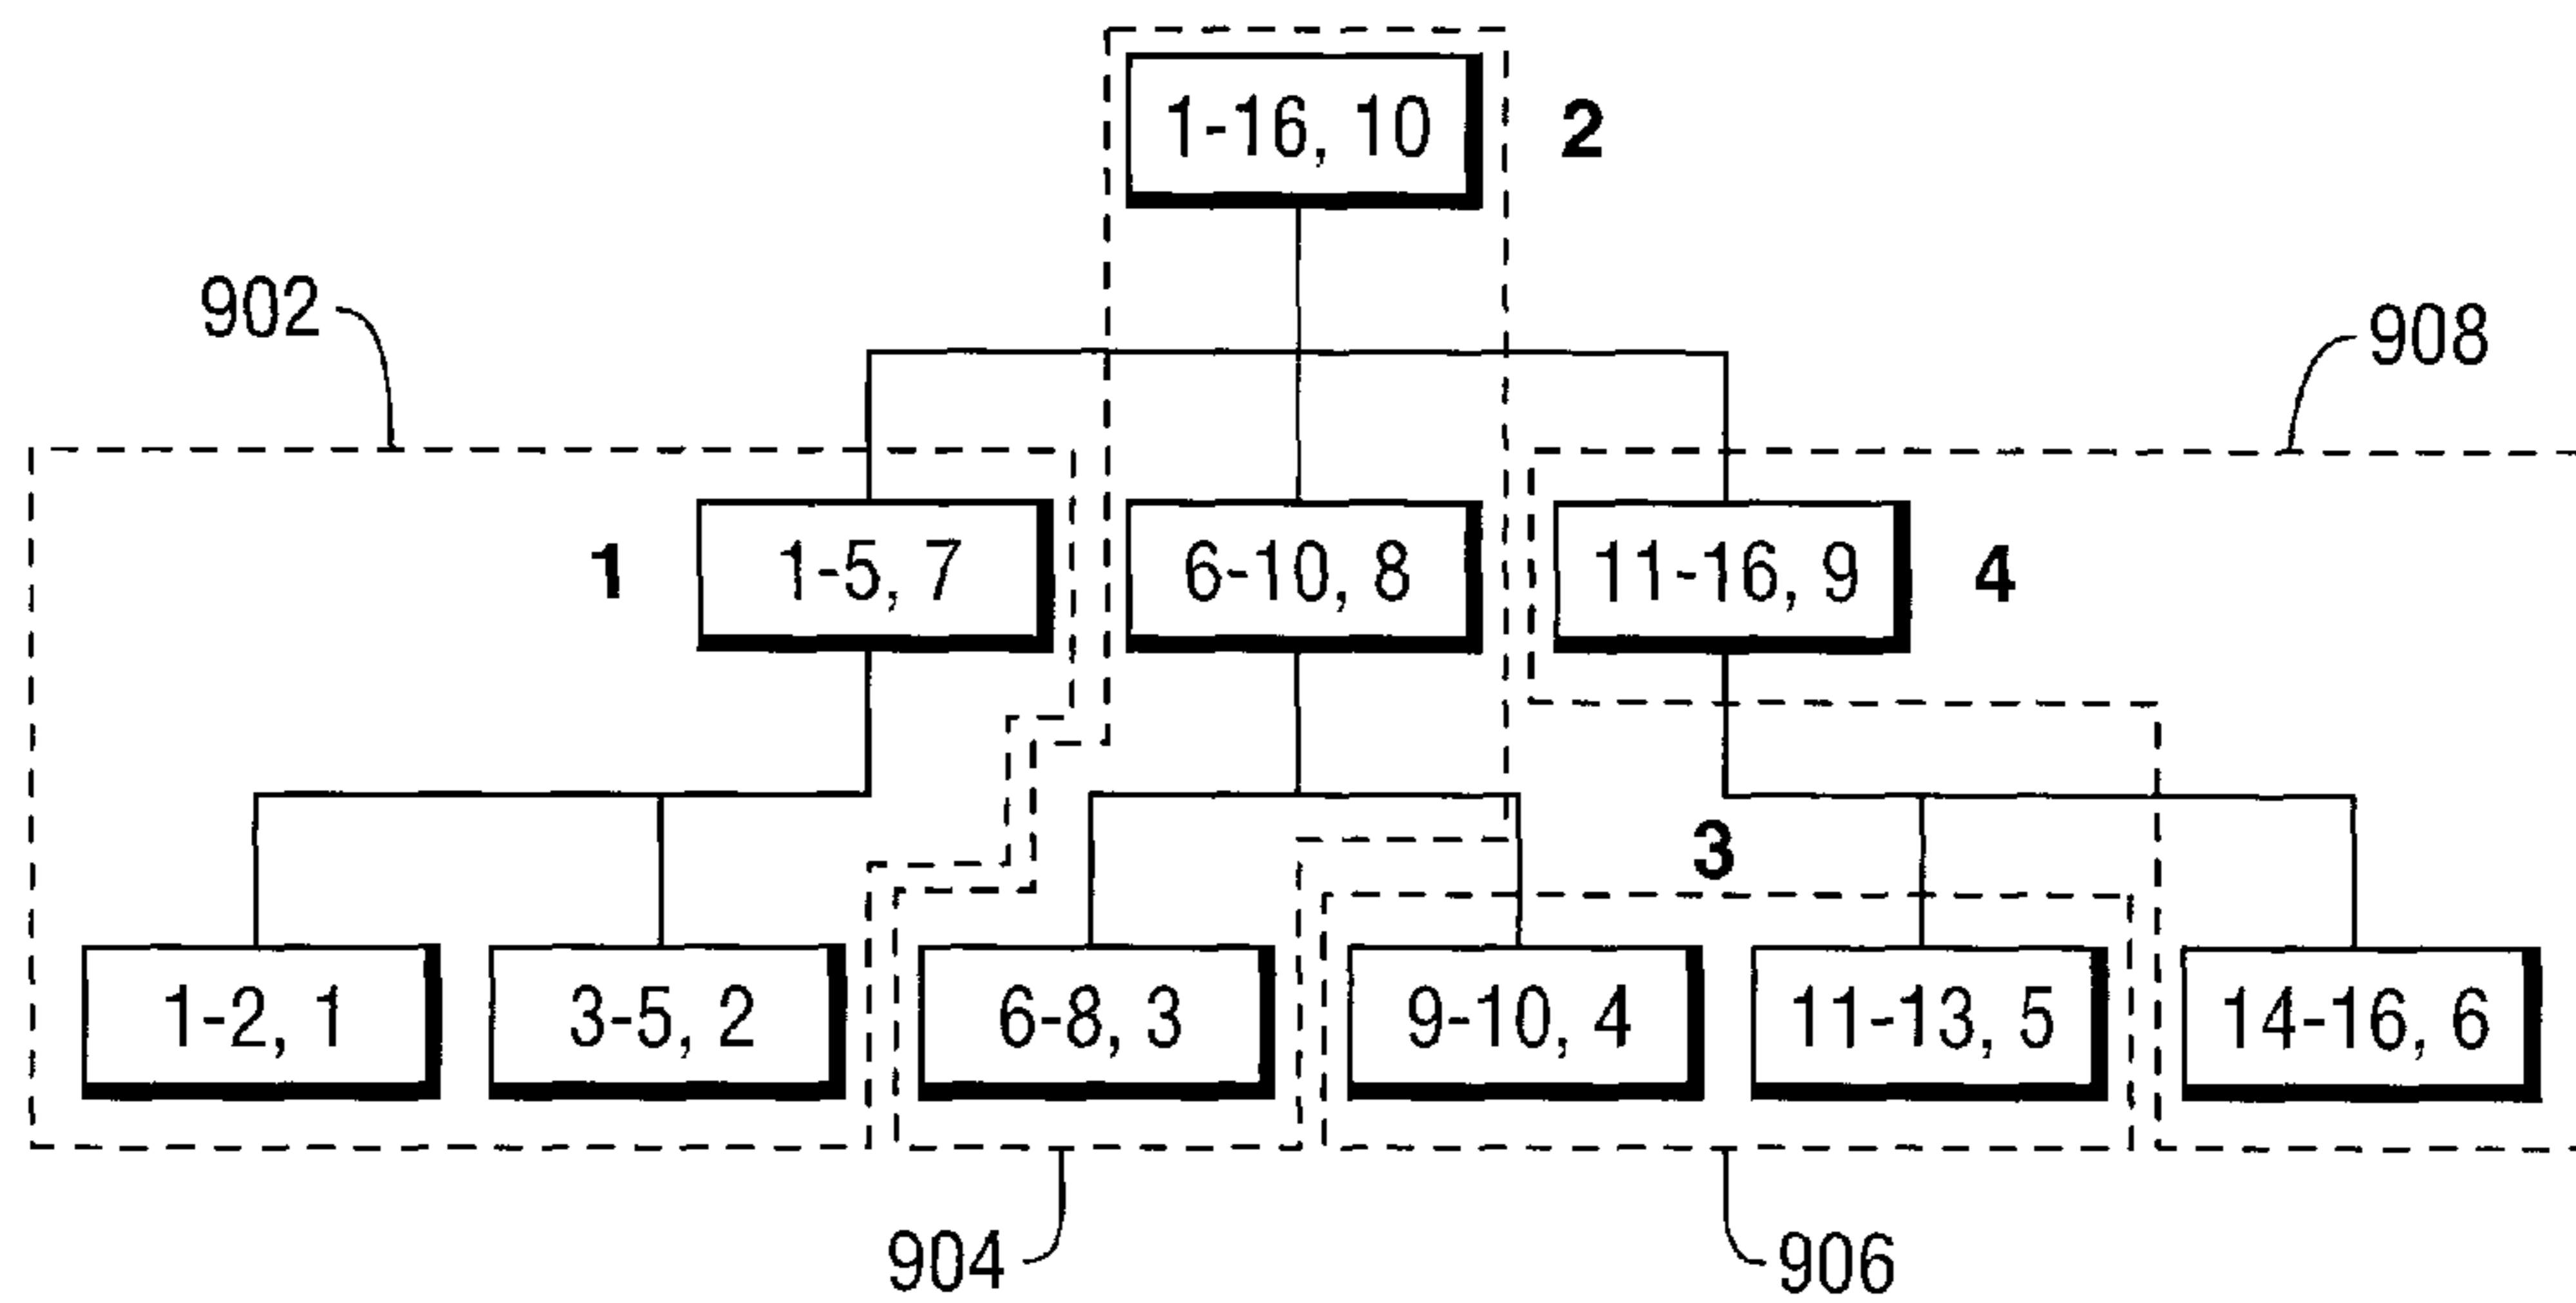 1-16, 10 2
902
908
1 1-5, 7 6-10, 8 11-16, 9 4
3
1-2, 1 3-5, 2 6-8, 3 9-10, 4 11-13, 5 14-16, 6
904 906